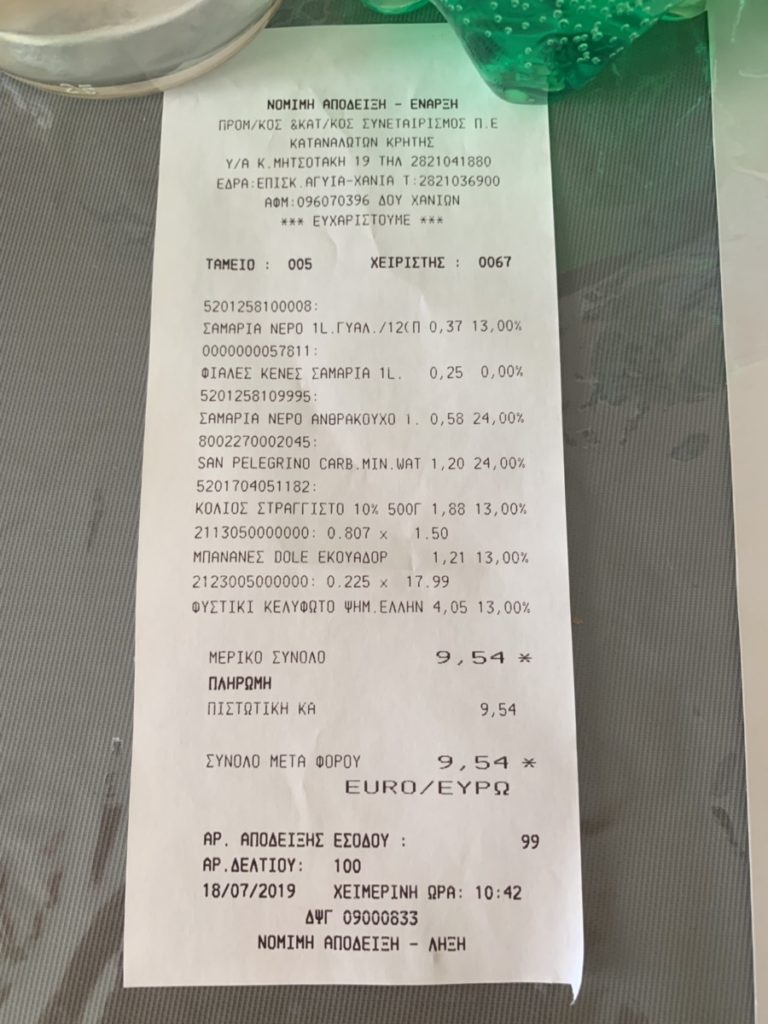 ΝΟΜΙΜΗ ΑΠΟΔΕΙΞΗ - ΕΝΑΡΞΗ
ΠΡΟΜ/ΚΟΣ &ΚΑΤ/ΚΟΣ ΣΥΝΕΤΑΙΡΙΣΜΟΣ Π.Ε
ΚΑΤΑΝΑΛΩΤΩΝ ΚΡΗΤΗΣ
Υ/Α Κ.ΜΗΤΣΟΤΑΚΗ 19 ΤΗΛ 2821041880
ΕΔΡΑ:ΕΠΙΣΚ.ΑΓΥΙΑ-ΧΑΝΙΑ Τ:2821036900
ΑΦΜ:096070396 ΔΟΥ ΧΑΝΙΩΝ
*** ΕΥΧΑΡΙΣΤΟΥΜΕ ***
ΤΑΜΕΙΟ : 005 ΧΕΙΡΙΣΤΗΣ : 0067
5201258100008:
ΣΑΜΑΡΙΑ ΝΕΡΟ 1L.ΓΥΑΛ./12(Π 0,37 13,00%
0000000057811:
ΦΙΑΛΕΣ ΚΕΝΕΣ ΣΑΜΑΡΙΑ 1L. 0,25 0,00%
5201258109995:
ΣΑΜΑΡΙΑ ΝΕΡΟ ΑΝΘΡΑΚΟΥΧΟ 1. 0,58 24,00%
8002270002045:
SAN PELEGRINO CARB.MIN.WAT 1,20 24,00%
5201704051182:
ΚΟΛΙΟΣ ΣΤΡΑΓΓΙΣΤΟ 10% 500Γ 1,88 13,00%
2113050000000: 0.807 x 1.50
ΜΠΑΝΑΝΕΣ DOLE ΕΚΟΥΑΔΟΡ 1,21 13,00%
2123005000000: 0.225 x 17.99
ΦΥΣΤΙΚΙ ΚΕΛΥΦΩΤΟ ΨΗΜ.ΕΛΛΗΝ 4,05 13,00%
ΜΕΡΙΚΟ ΣΥΝΟΛΟ 9,54 *
ΠΛΗΡΩΜΗ
ΠΙΣΤΩΤΙΚΗ ΚΑ 9,54
ΣΥΝΟΛΟ ΜΕΤΑ ΦΟΡΟΥ 9,54 *
EURO/ΕΥΡΩ
ΑΡ. ΑΠΟΔΕΙΞΗΣ ΕΣΟΔΟΥ : 99
ΑΡ.ΔΕΛΤΙΟΥ: 100
18/07/2019 ΧΕΙΜΕΡΙΝΗ ΩΡΑ: 10:42
ΔΨΓ 09000833
ΝΟΜΙΜΗ ΑΠΟΔΕΙΞΗ - ΛΗΞΗ